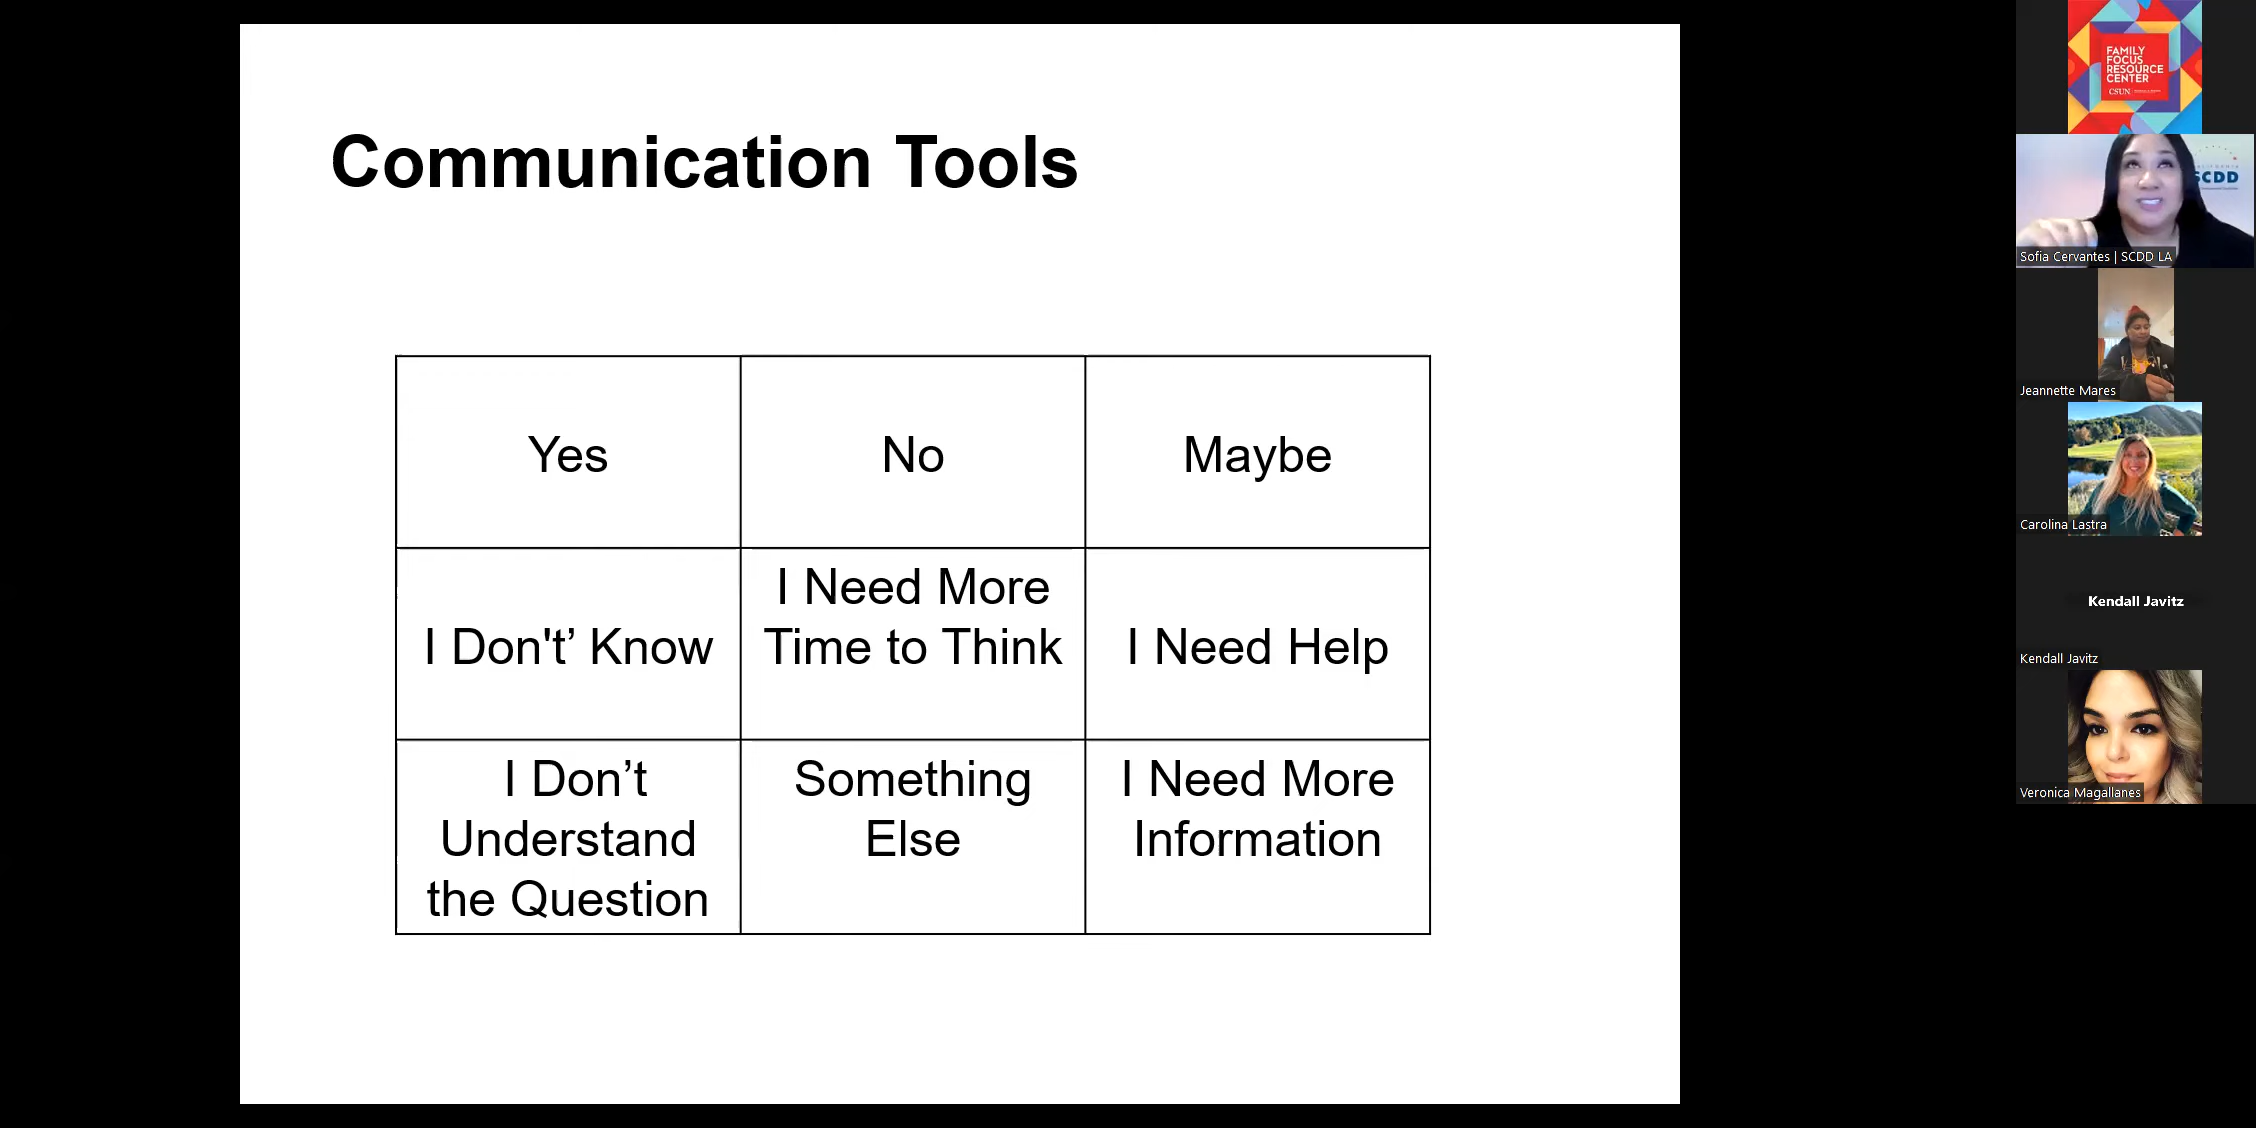 Communication Tools
Yes
No
Maybe
I Don't’ Know
I Need More
Time to Think
I Need Help
I Don’t
Understand
the Question
Something
Else
I Need More
Information
FAMILY
FOCUS
RESOURCE
CENTER
CSUN
SCDD
Sofia Cervantes | SCDD LA
Jeannette Mares
Carolina Lastra
Kendall Javitz
Kendall Javitz
Veronica Magallanes